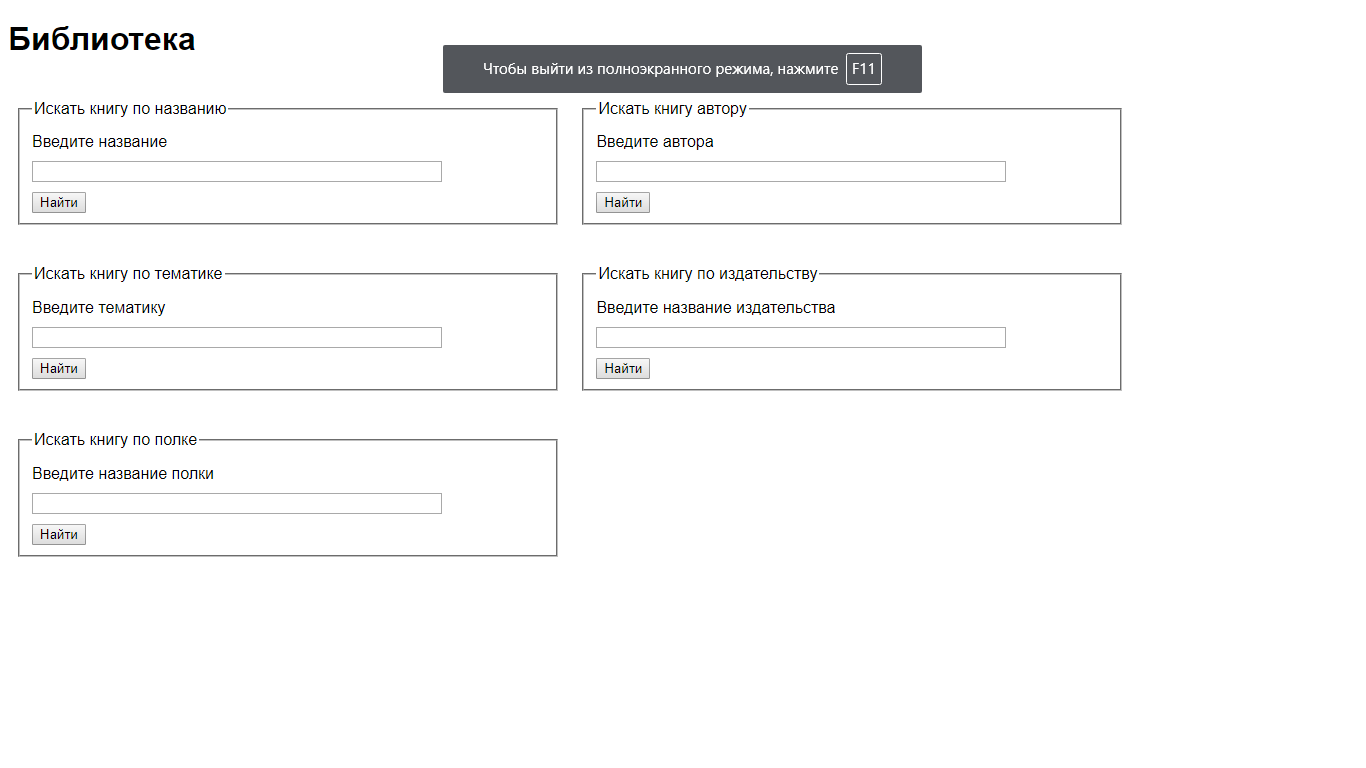 Библиотека
Чтобы выйти из полноэкранного режима, нажмите F11
Искать книгу по названию
Введите название
Найти
Искать книгу автору
Введите автора
Найти
Искать книгу по тематике
Введите тематику
Найти
Искать книгу по издательству
Введите название издательства
Найти
Искать книгу по полке
Введите название полки
Найти